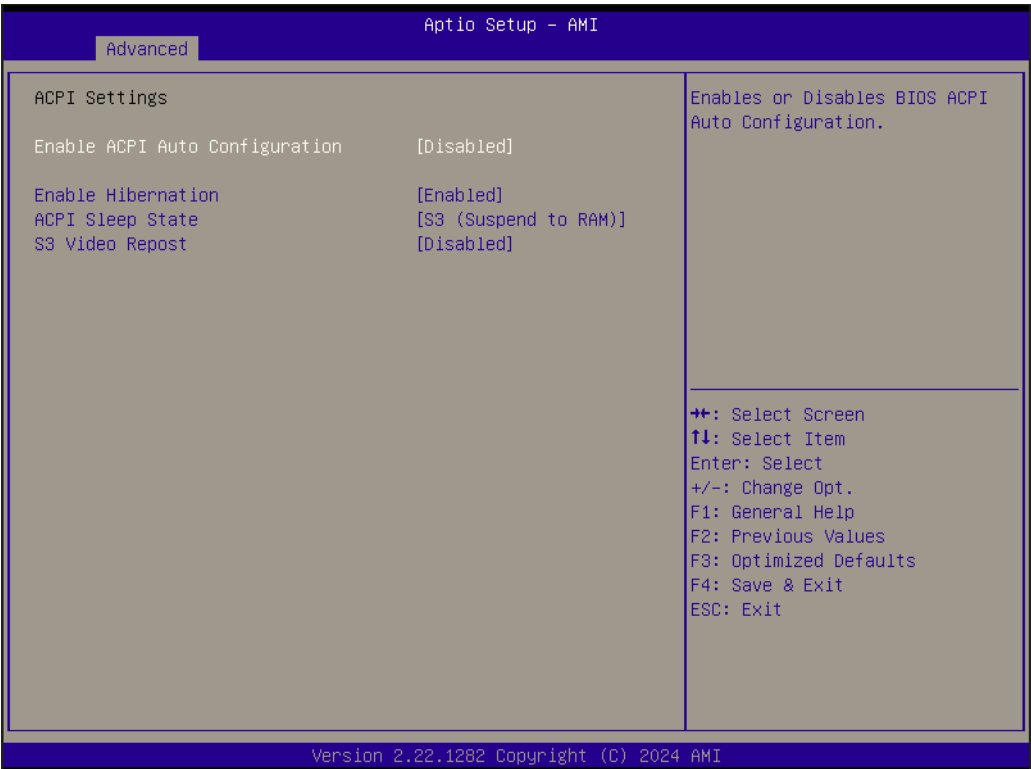 Aptio Setup – AMI
Advanced
ACPI Settings
Enable ACPI Auto Configuration [Disabled]
Enable Hibernation [Enabled]
ACPI Sleep State [S3 (Suspend to RAM)]
S3 Video Repost [Disabled]
Enables or Disables BIOS ACPI
Auto Configuration.
→←: Select Screen
↑↓: Select Item
Enter: Select
+/-: Change Opt.
F1: General Help
F2: Previous Values
F3: Optimized Defaults
F4: Save & Exit
ESC: Exit
Version 2.22.1282 Copyright (C) 2024 AMI